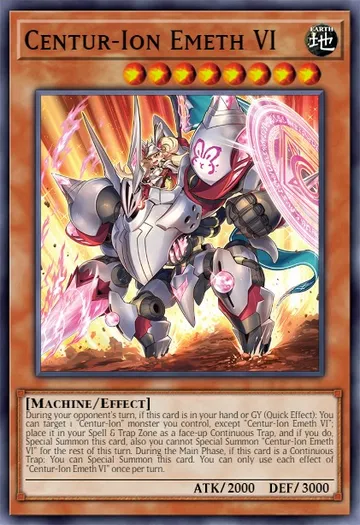 Centur-Ion Emeth VI
EARTH
地
[Machine/Effect]
During your opponent's turn, if this card is in your hand or GY (Quick Effect): You
can target 1 "Centur-Ion" monster you control, except "Centur-Ion Emeth VI";
place it in your Spell & Trap Zone as a face-up Continuous Trap, and if you do,
Special Summon this card, also you cannot Special Summon "Centur-Ion Emeth
VI" for the rest of this turn. During the Main Phase, if this card is a Continuous
Trap: You can Special Summon this card. You can only use each effect of
"Centur-Ion Emeth VI" once per turn.
ATK/2000 DEF/3000